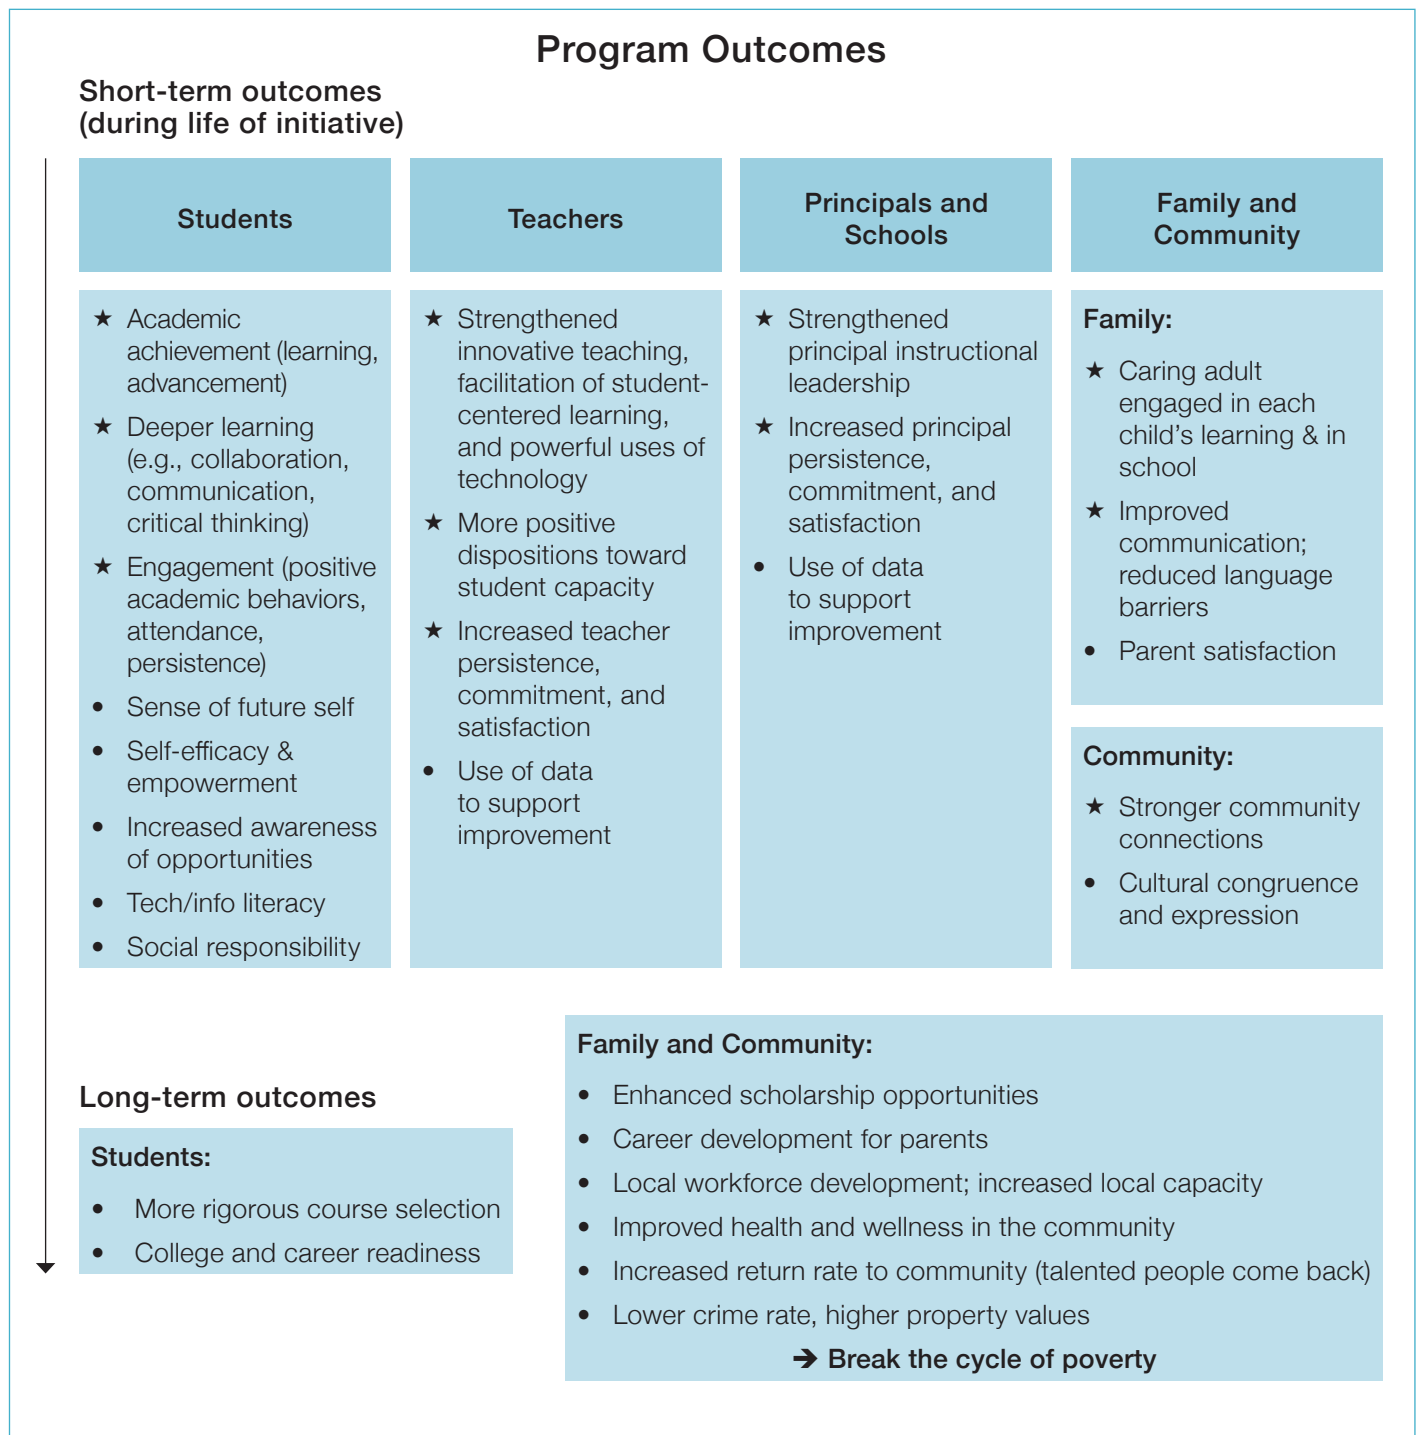 Program Outcomes
Short-term outcomes
(during life of initiative)
Students
★ Academic
achievement (learning,
advancement)
★ Deeper learning
(e.g., collaboration,
communication,
critical thinking)
★ Engagement (positive
academic behaviors,
attendance,
persistence)
• Sense of future self
• Self-efficacy &
empowerment
• Increased awareness
of opportunities
• Tech/info literacy
• Social responsibility
Teachers
★ Strengthened
innovative teaching,
facilitation of student-
centered learning,
and powerful uses of
technology
★ More positive
dispositions toward
student capacity
★ Increased teacher
persistence,
commitment, and
satisfaction
• Use of data
to support
improvement
Principals and
Schools
★ Strengthened
principal instructional
leadership
★ Increased principal
persistence,
commitment, and
satisfaction
• Use of data
to support
improvement
Family and
Community
Family:
★ Caring adult
engaged in each
child’s learning & in
school
★ Improved
communication;
reduced language
barriers
• Parent satisfaction
Community:
★ Stronger community
connections
• Cultural congruence
and expression
Long-term outcomes
Students:
• More rigorous course selection
• College and career readiness
Family and Community:
• Enhanced scholarship opportunities
• Career development for parents
• Local workforce development; increased local capacity
• Improved health and wellness in the community
• Increased return rate to community (talented people come back)
• Lower crime rate, higher property values
➔ Break the cycle of poverty